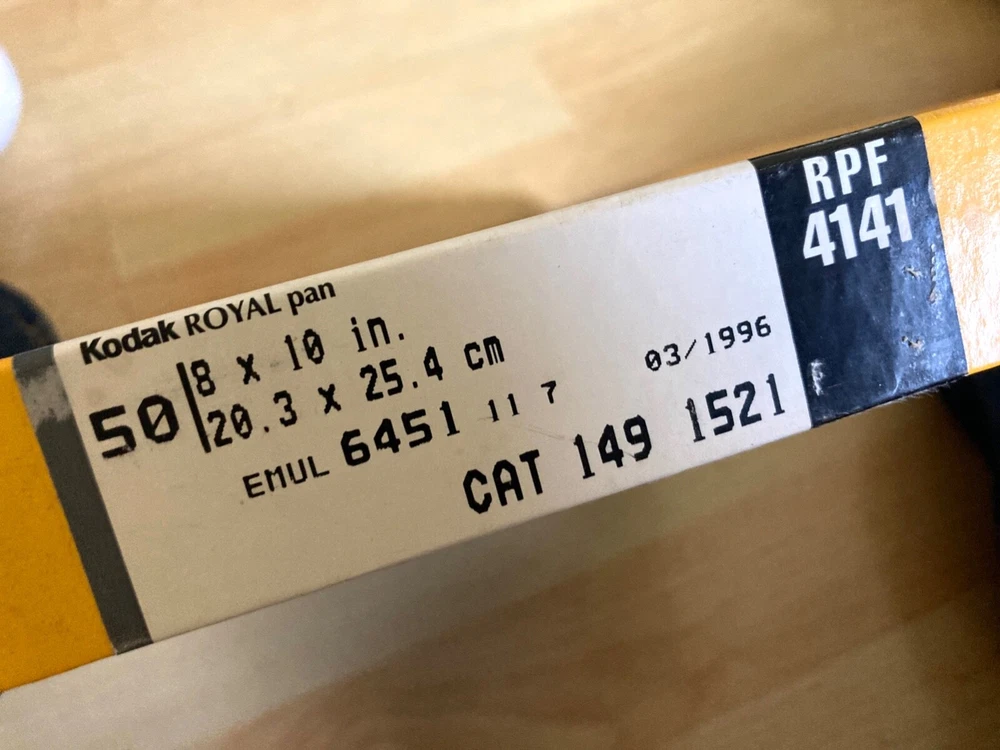 Kodak ROYAL pan
50 8 x 10 in.
20.3 x 25.4 cm
EMUL 6451 11 7
03/1996
CAT 149 1521
RPF
4141